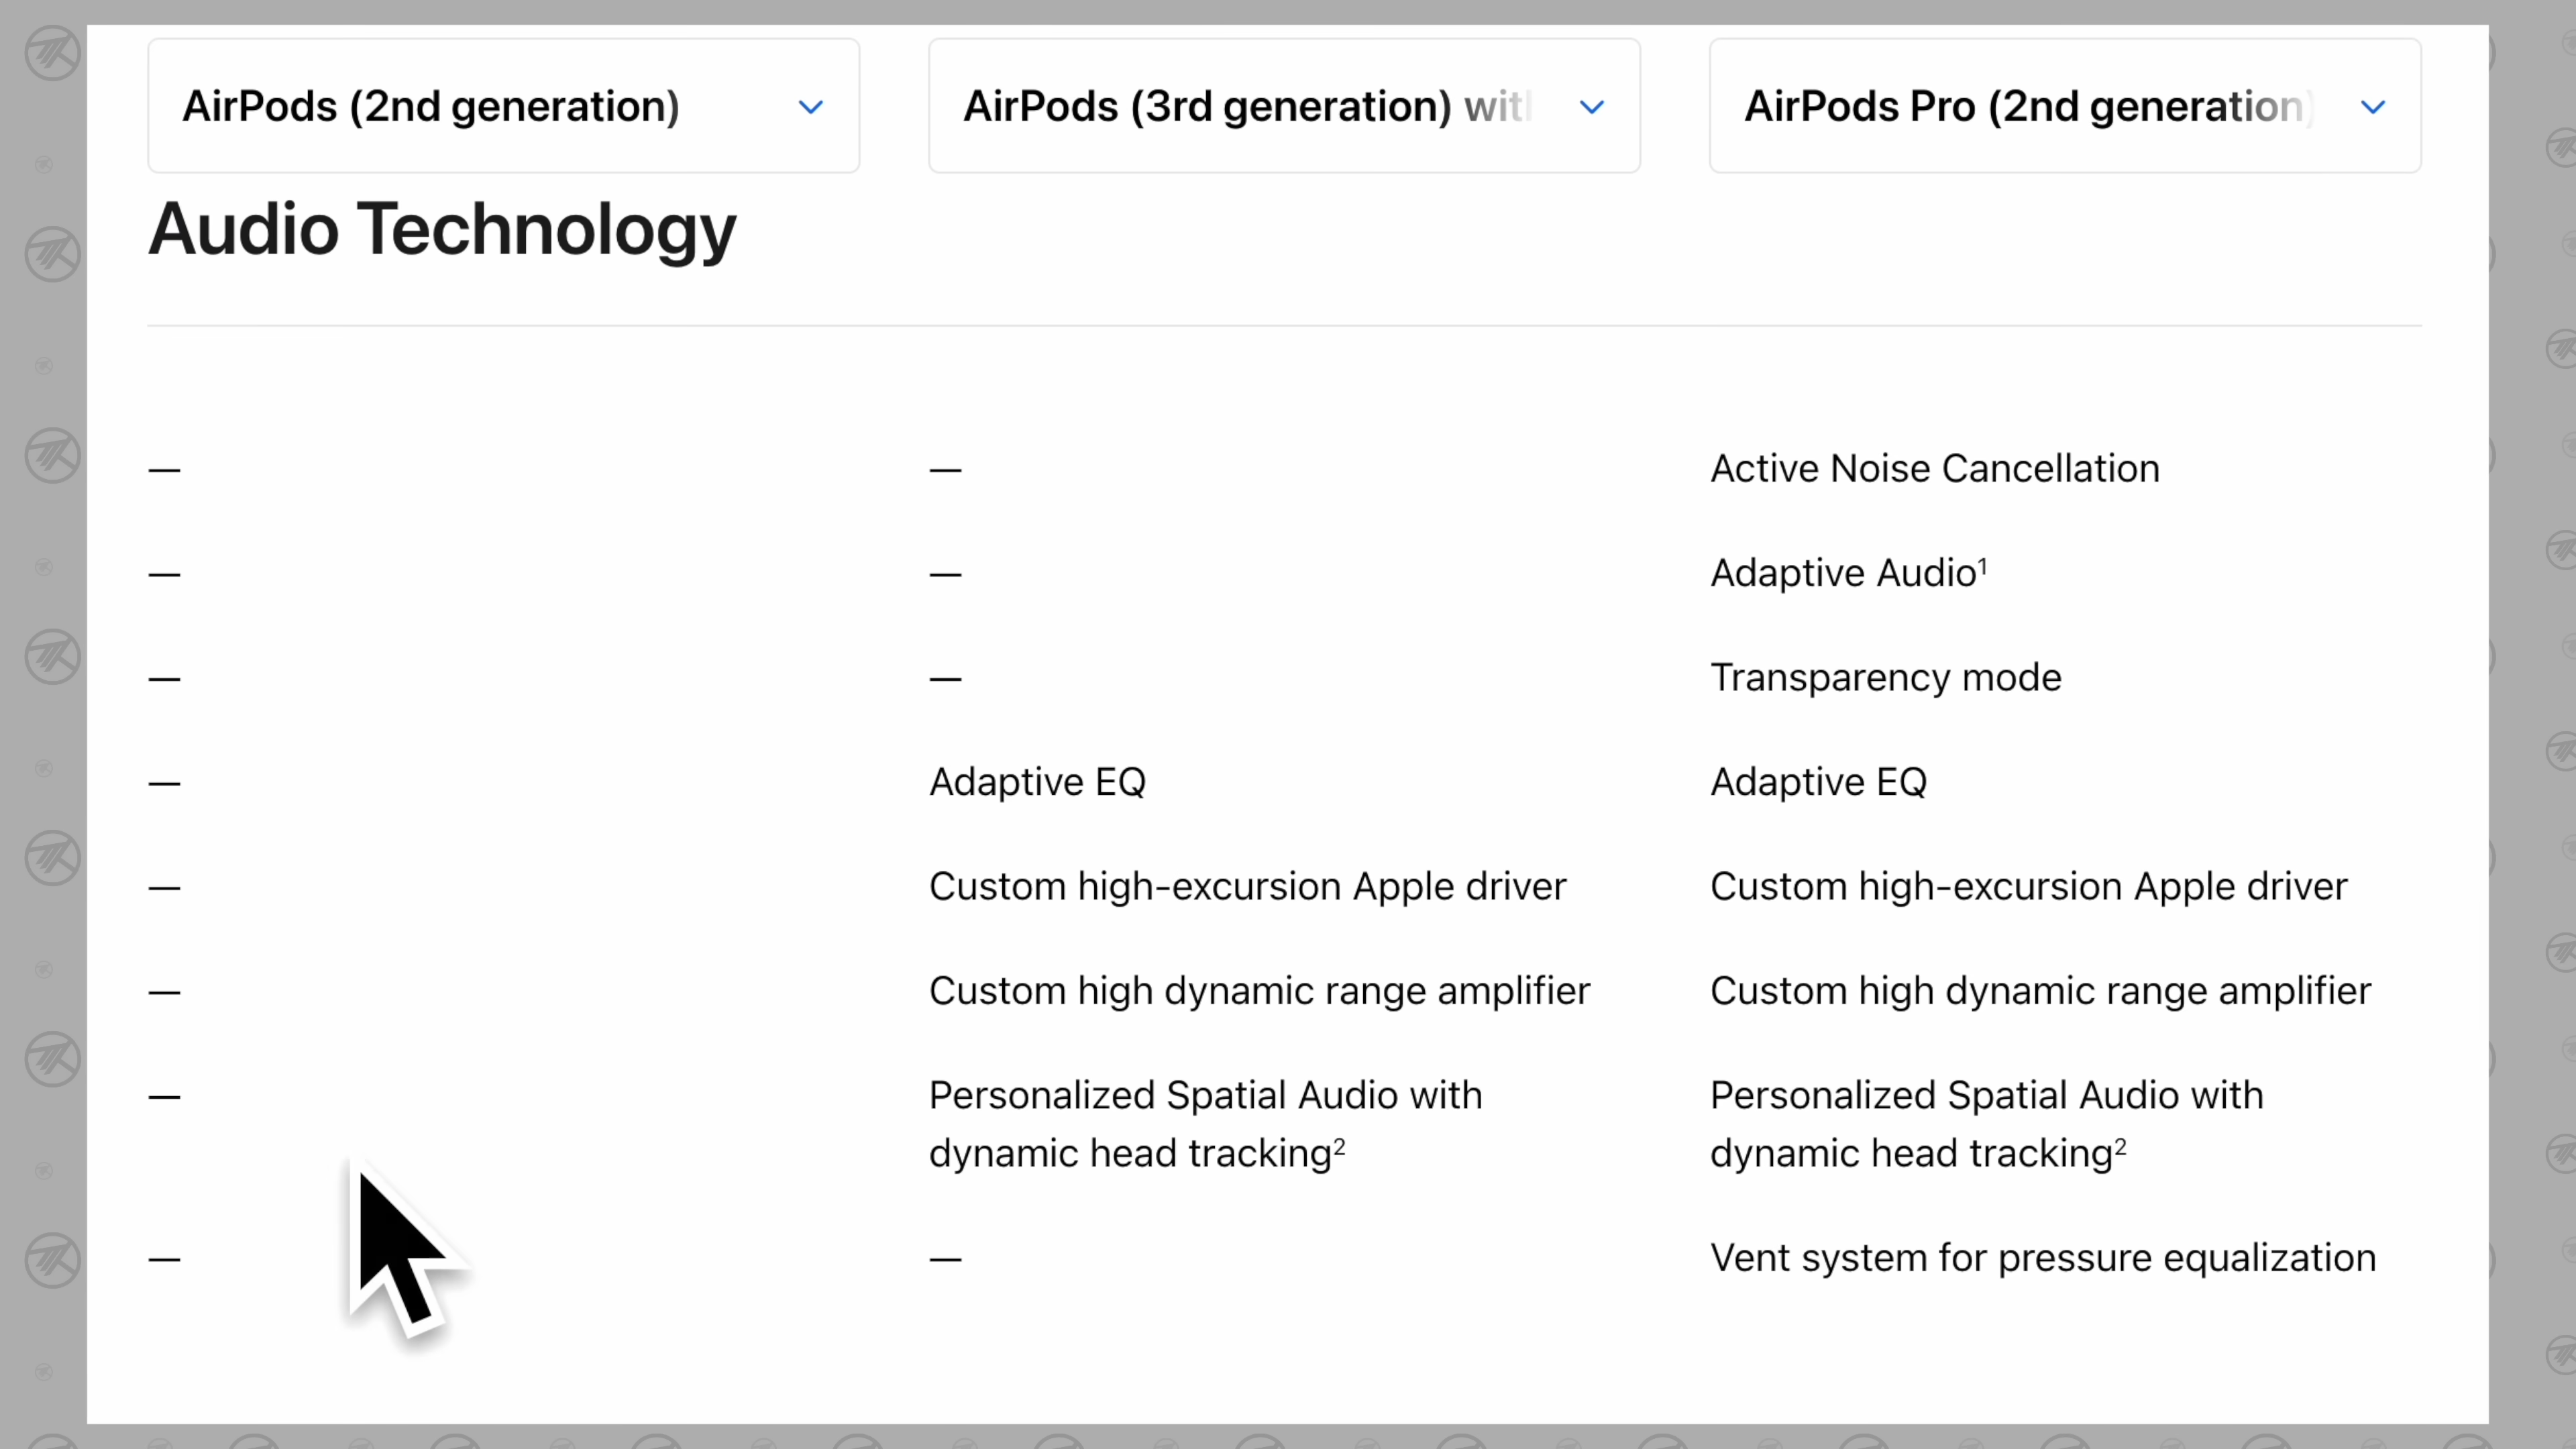 AirPods (2nd generation)
AirPods (3rd generation) with
AirPods Pro (2nd generation)
Audio Technology
— — Active Noise Cancellation
— — Adaptive Audio¹
— — Transparency mode
— Adaptive EQ Adaptive EQ
— Custom high-excursion Apple driver Custom high-excursion Apple driver
— Custom high dynamic range amplifier Custom high dynamic range amplifier
— Personalized Spatial Audio with Personalized Spatial Audio with
dynamic head tracking² dynamic head tracking²
— — Vent system for pressure equalization